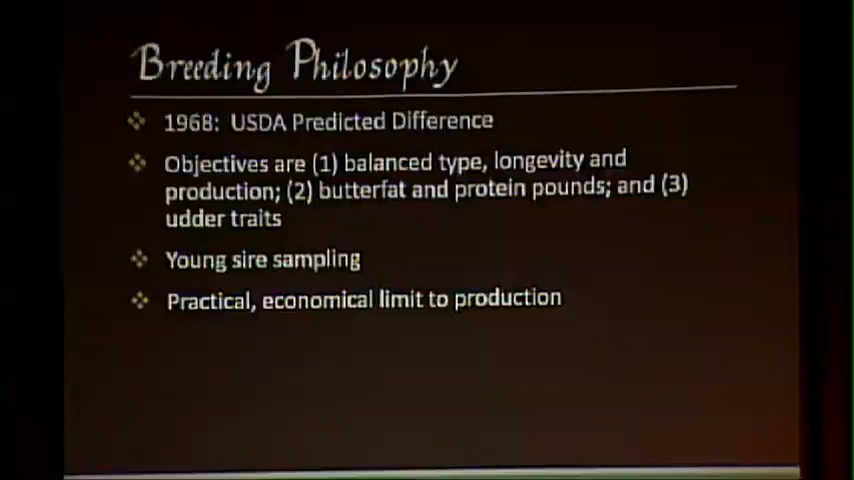 Breeding Philosophy
1968: USDA Predicted Difference
Objectives are (1) balanced type, longevity and
production; (2) butterfat and protein pounds; and (3)
udder traits
Young sire sampling
Practical, economical limit to production